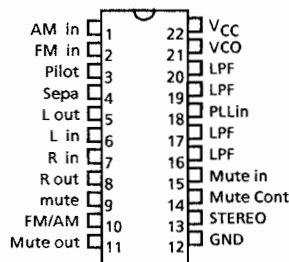 AM in 1 22 VCC
FM in 2 21 VCO
Pilot 3 20 LPF
Sepa 4 19 LPF
L out 5 18 PLLin
L in 6 17 LPF
R in 7 16 LPF
R out 8 15 Mute in
mute 9 14 Mute Cont
FM/AM 10 13 STEREO
Mute out 11 12 GND